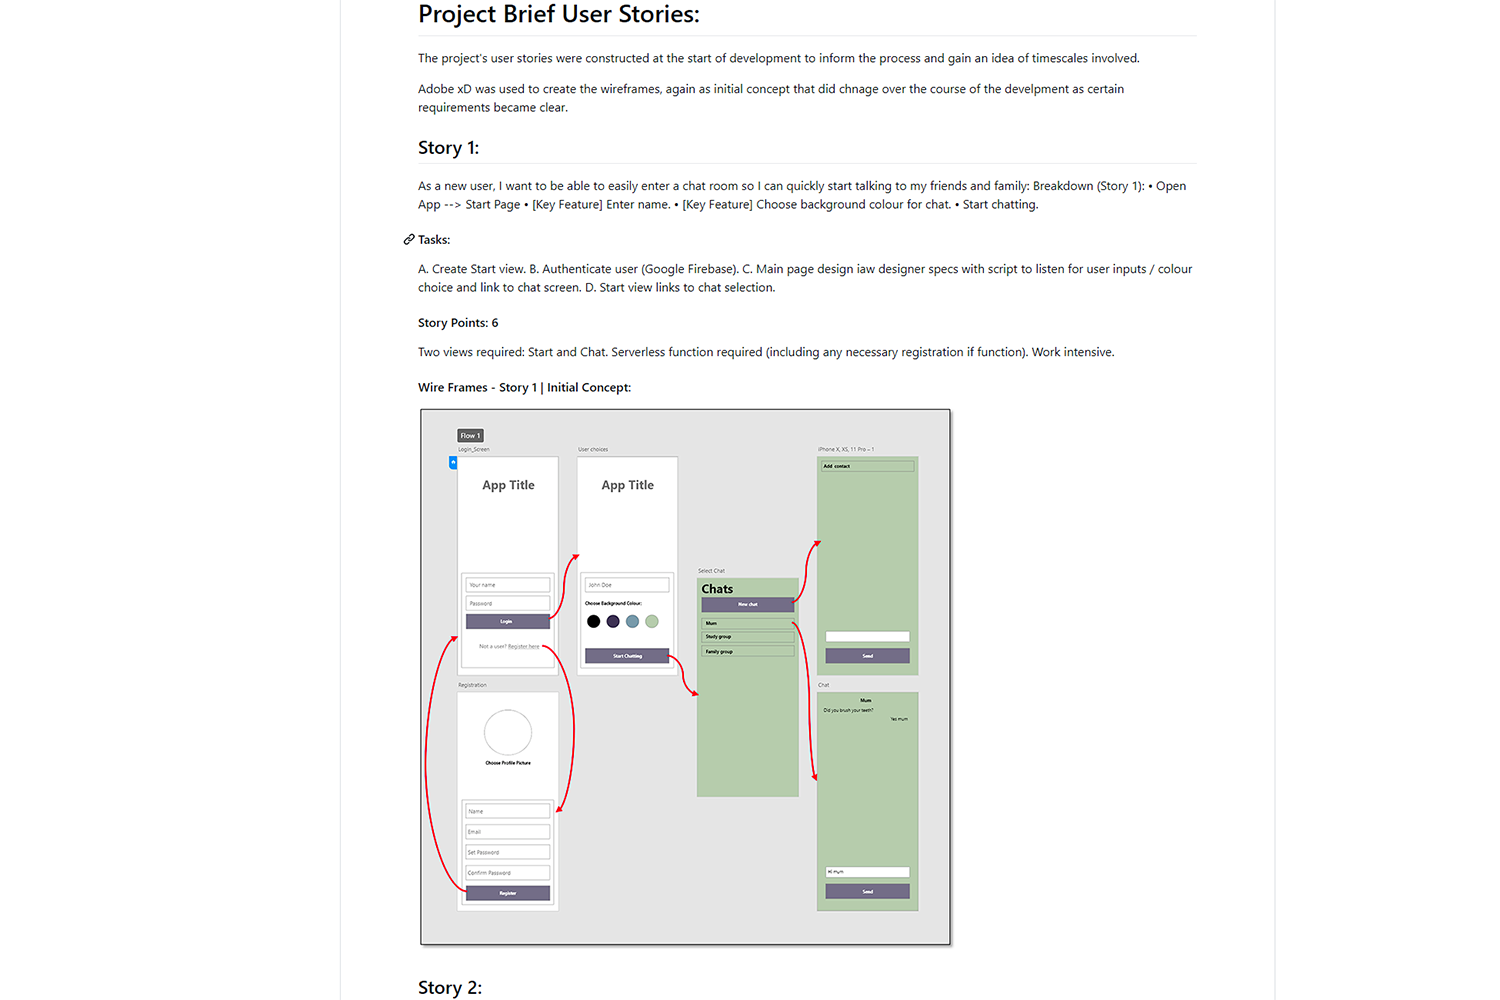 Project Brief User Stories:
The project's user stories were constructed at the start of development to inform the process and gain an idea of timescales involved.
Adobe xD was used to create the wireframes, again as initial concept that did chnage over the course of the develpment as certain
requirements became clear.
Story 1:
As a new user, I want to be able to easily enter a chat room so I can quickly start talking to my friends and family: Breakdown (Story 1): • Open
App --> Start Page • [Key Feature] Enter name. • [Key Feature] Choose background colour for chat. • Start chatting.
Tasks:
A. Create Start view. B. Authenticate user (Google Firebase). C. Main page design iaw designer specs with script to listen for user inputs / colour
choice and link to chat screen. D. Start view links to chat selection.
Story Points: 6
Two views required: Start and Chat. Serverless function required (including any necessary registration if function). Work intensive.
Wire Frames - Story 1 | Initial Concept:
Flow 1
Login_Screen
App Title
Your name
Password
Login
Not a user? Register here
User choices
App Title
John Doe
Choose Background Colour:
Start Chatting
Select Chat
Chats
New chat
Mum
Study group
Family group
iPhone X, XS, 11 Pro – 1
Add contact
Send
Registration
Choose Profile Picture
Name
Email
Set Password
Confirm Password
Register
Chat
Mum
Did you brush your teeth?
Yes mum
Hi mum
Send
Story 2: